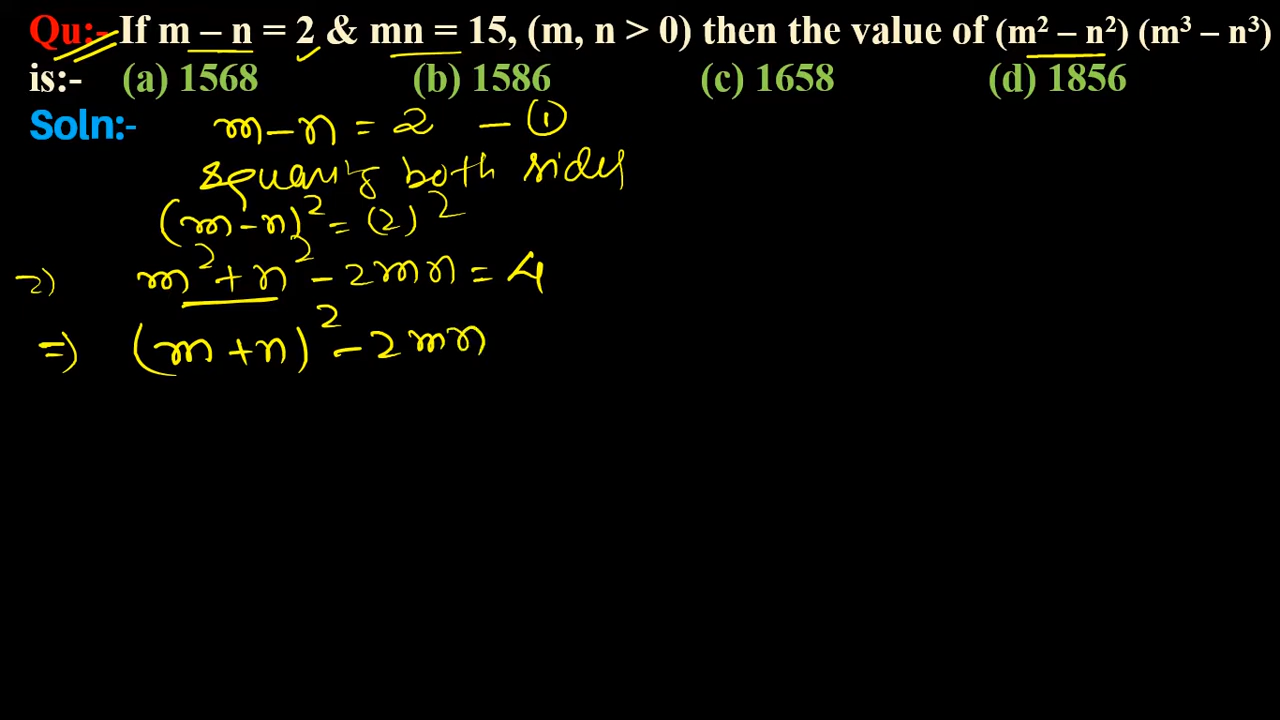 Qu:- If m – n = 2 & mn = 15, (m, n > 0) then the value of (m² – n²) (m³ – n³)
is:- (a) 1568 (b) 1586 (c) 1658 (d) 1856
Soln:- m – n = 2 – ①
squaring both sides
(m - n)² = (2)²
⇒ m² + n² – 2mn = 4
⇒ (m + n)² – 2mn